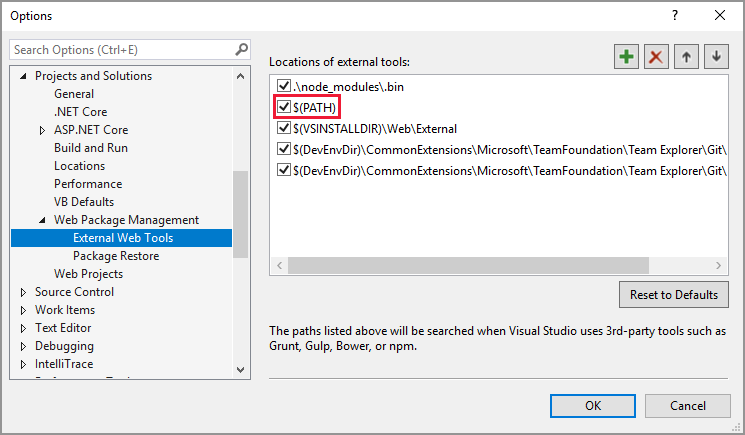 Options
Search Options (Ctrl+E)
Projects and Solutions
General
.NET Core
ASP.NET Core
Build and Run
Locations
Performance
VB Defaults
Web Package Management
External Web Tools
Package Restore
Web Projects
Source Control
Work Items
Text Editor
Debugging
IntelliTrace
Locations of external tools:
.\node_modules\.bin
$(PATH)
$(VSINSTALLDIR)\Web\External
$(DevEnvDir)\CommonExtensions\Microsoft\TeamFoundation\Team Explorer\Git\
$(DevEnvDir)\CommonExtensions\Microsoft\TeamFoundation\Team Explorer\Git\
Reset to Defaults
The paths listed above will be searched when Visual Studio uses 3rd-party tools such as
Grunt, Gulp, Bower, or npm.
OK
Cancel